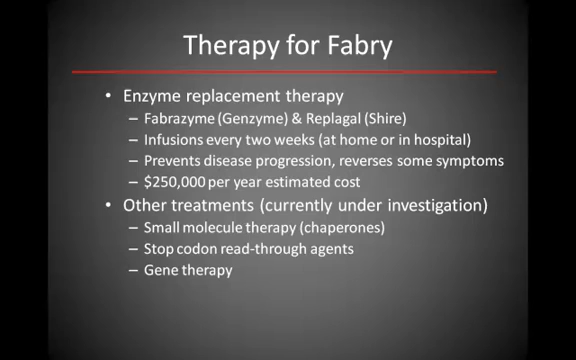 Therapy for Fabry
• Enzyme replacement therapy
– Fabrazyme (Genzyme) & Replagal (Shire)
– Infusions every two weeks (at home or in hospital)
– Prevents disease progression, reverses some symptoms
– $250,000 per year estimated cost
• Other treatments (currently under investigation)
– Small molecule therapy (chaperones)
– Stop codon read-through agents
– Gene therapy